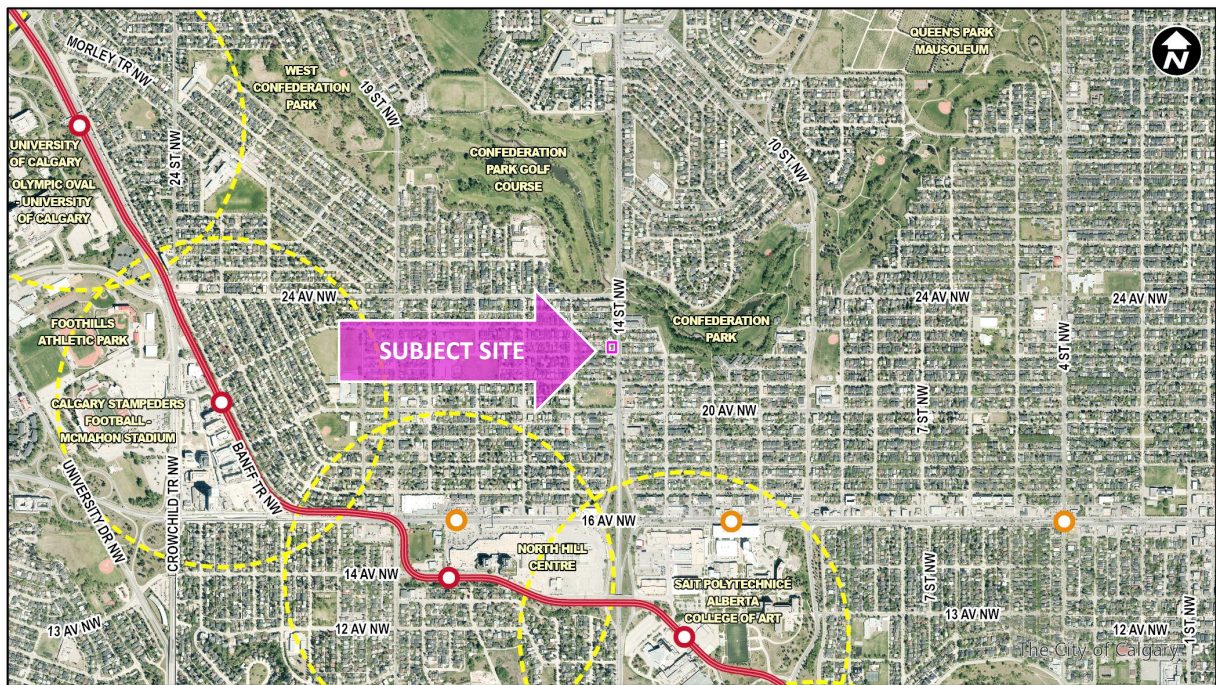 MORLEY TR NW
WEST
CONFEDERATION
PARK
19 ST NW
QUEEN'S PARK
MAUSOLEUM
N
UNIVERSITY
OF CALGARY
OLYMPIC OVAL
- UNIVERSITY
OF CALGARY
24 ST NW
CONFEDERATION
PARK GOLF
COURSE
10 ST NW
24 AV NW
14 ST NW
24 AV NW
24 AV NW
FOOTHILLS
ATHLETIC PARK
SUBJECT SITE
CONFEDERATION
PARK
4 ST NW
CALGARY STAMPEDERS
FOOTBALL -
MCMAHON STADIUM
20 AV NW
7 ST NW
BANFF TR NW
UNIVERSITY DR NW
CROWCHILD TR NW
16 AV NW
NORTH HILL
CENTRE
14 AV NW
SAIT POLYTECHNIC
ALBERTA
COLLEGE OF ART
7 ST NW
13 AV NW
12 AV NW
13 AV NW
12 AV NW
1 ST NW
The City of Calgary